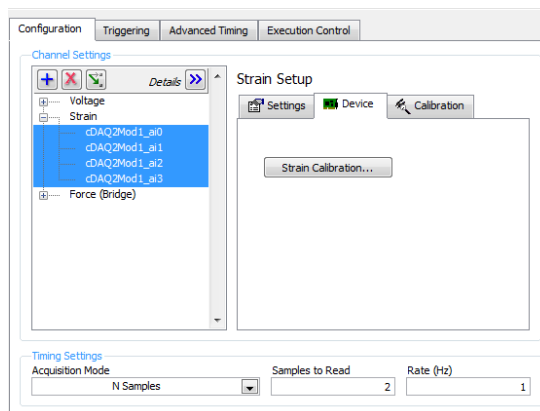 Configuration Triggering Advanced Timing Execution Control
Channel Settings
Details
Voltage
Strain
cDAQ2Mod1_ai0
cDAQ2Mod1_ai1
cDAQ2Mod1_ai2
cDAQ2Mod1_ai3
Force (Bridge)
Strain Setup
Settings Device Calibration
Strain Calibration...
Timing Settings
Acquisition Mode Samples to Read Rate (Hz)
N Samples 2 1